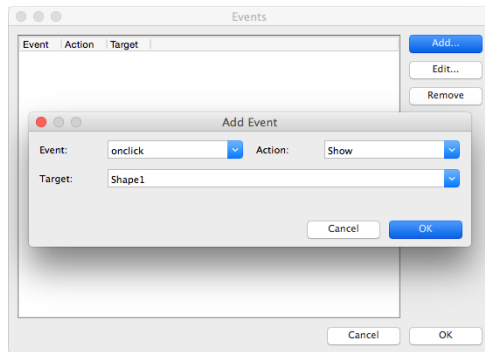 Events
Event Action Target
Add...
Edit...
Remove
Add Event
Event: onclick Action: Show
Target: Shape1
Cancel OK
Cancel OK